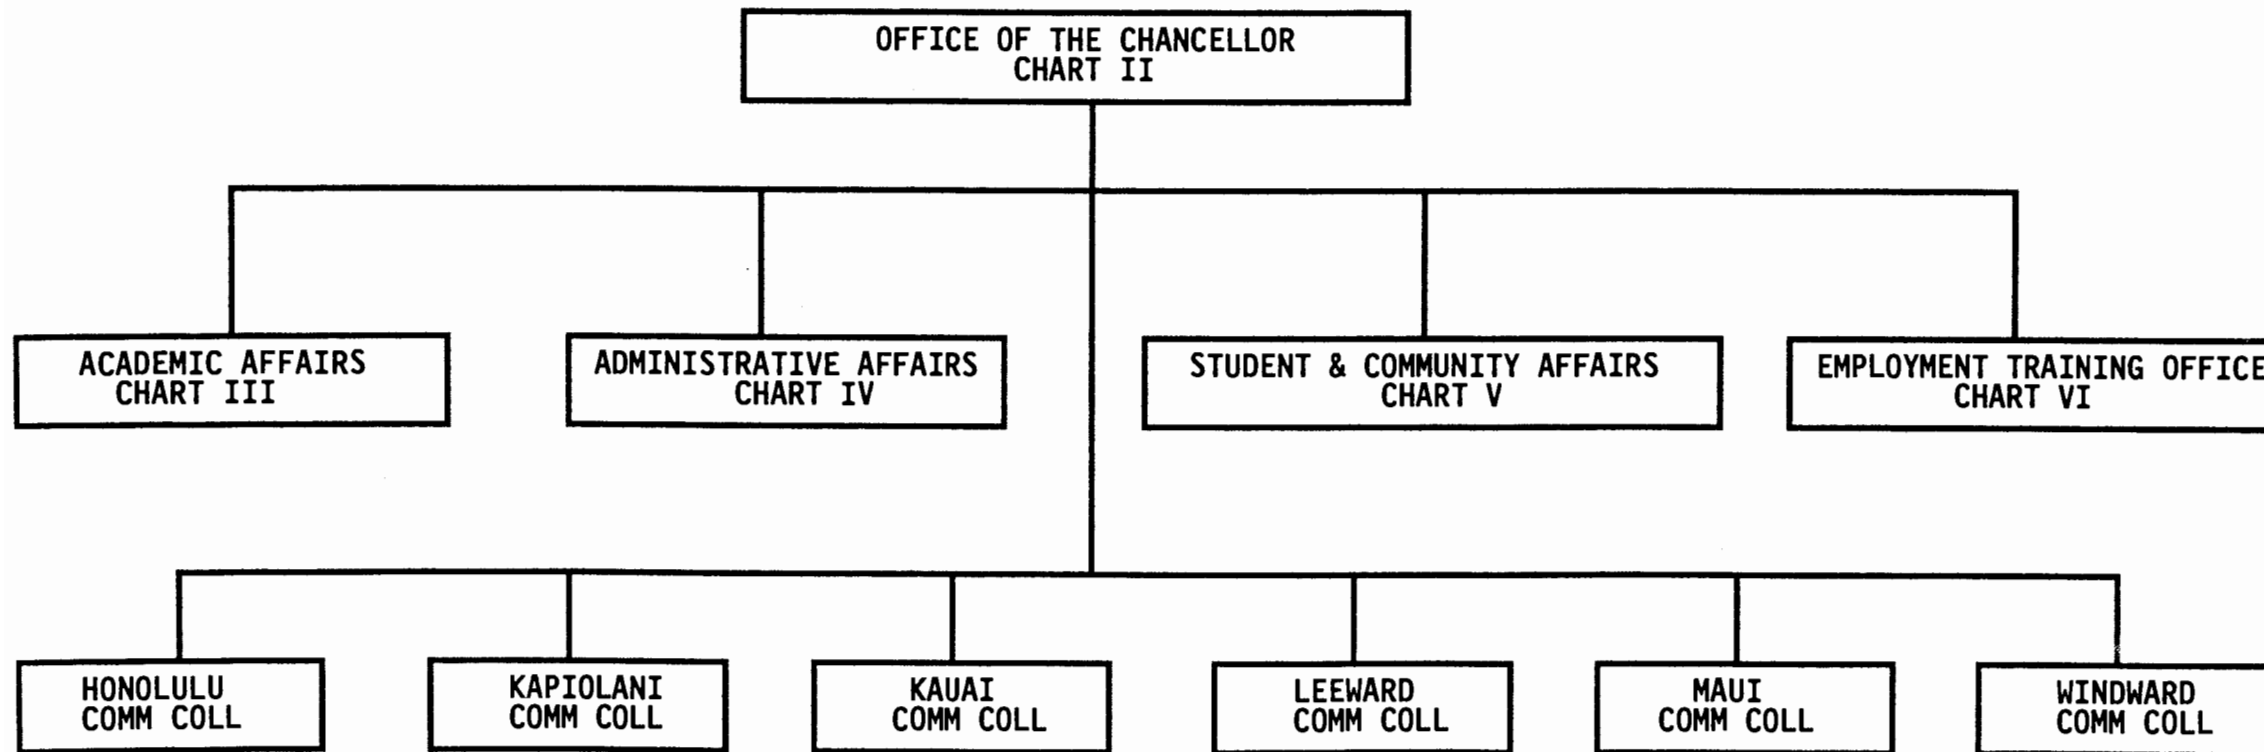 OFFICE OF THE CHANCELLOR
CHART II
ACADEMIC AFFAIRS
CHART III
ADMINISTRATIVE AFFAIRS
CHART IV
STUDENT & COMMUNITY AFFAIRS
CHART V
EMPLOYMENT TRAINING OFFICE
CHART VI
HONOLULU
COMM COLL
KAPIOLANI
COMM COLL
KAUAI
COMM COLL
LEEWARD
COMM COLL
MAUI
COMM COLL
WINDWARD
COMM COLL